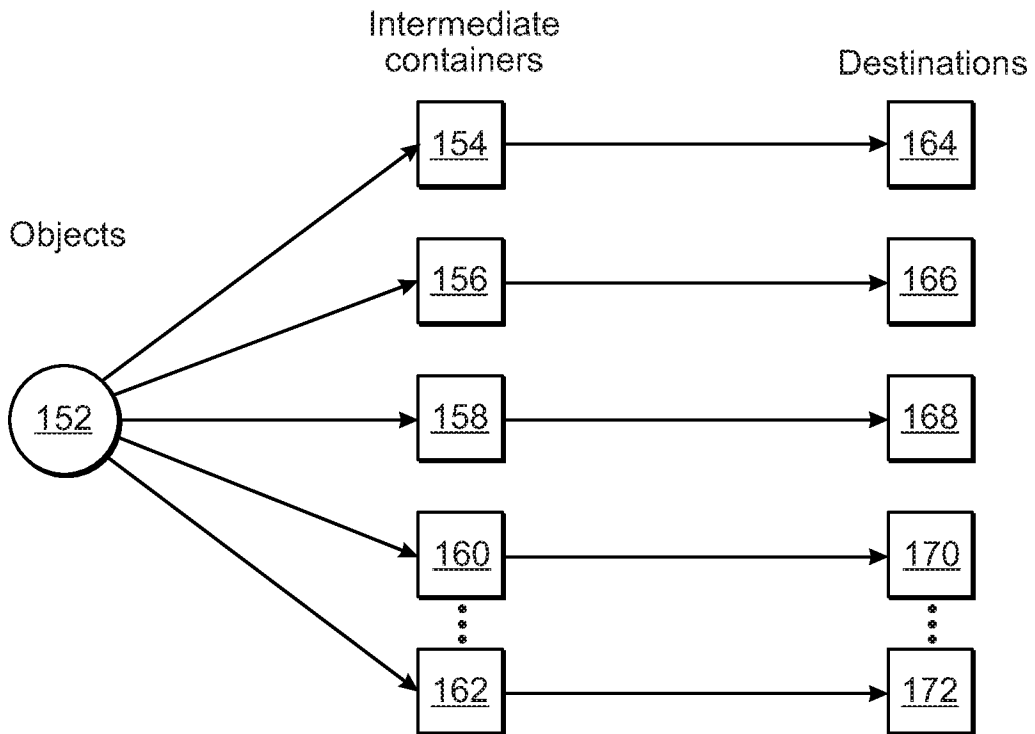 Intermediate
containers
Destinations
154
164
Objects
156
166
152
158
168
160
170
162
172